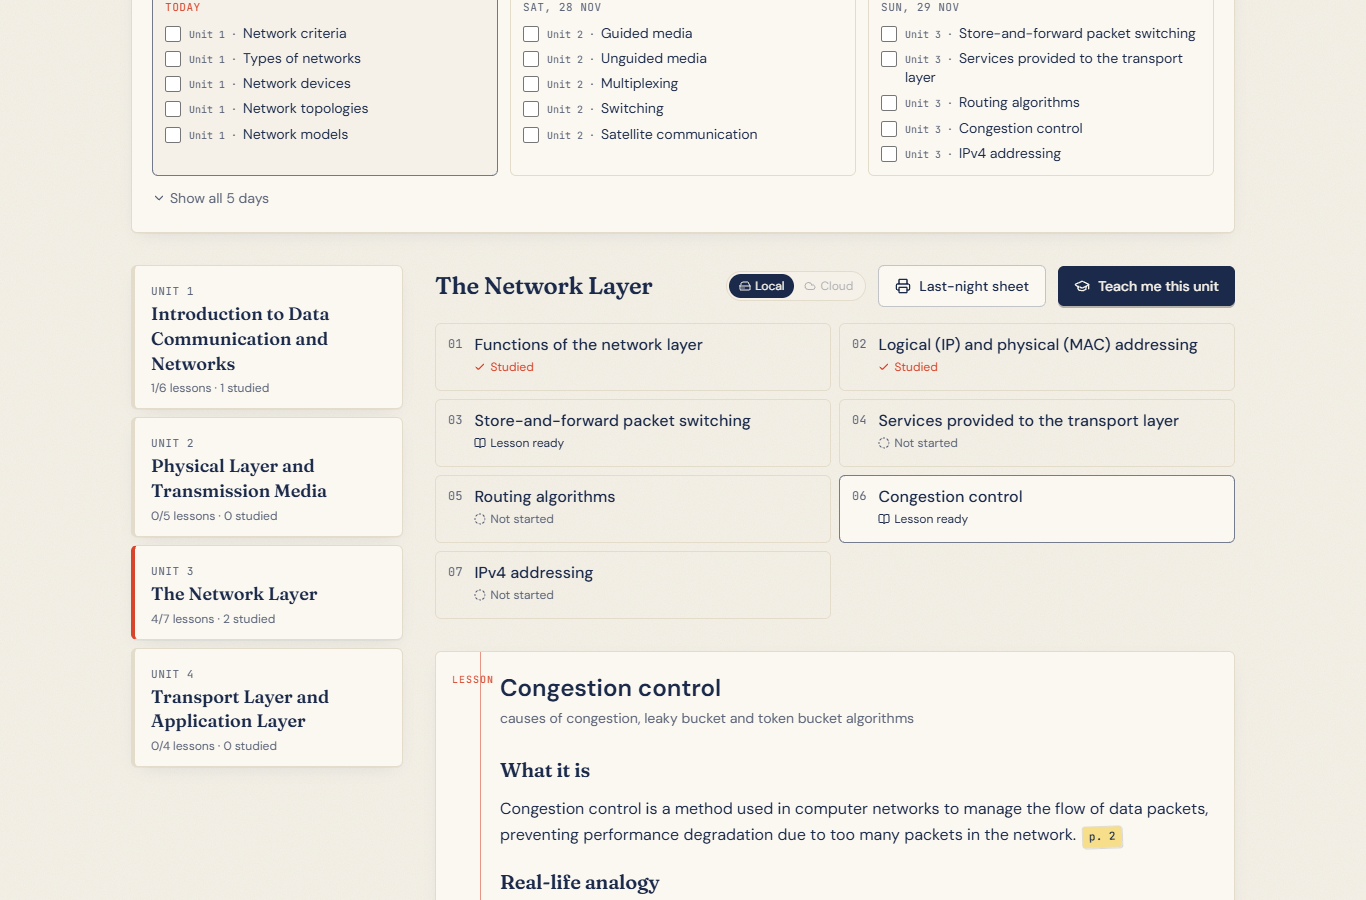 TODAY
Unit 1 · Network criteria
Unit 1 · Types of networks
Unit 1 · Network devices
Unit 1 · Network topologies
Unit 1 · Network models
SAT, 28 NOV
Unit 2 · Guided media
Unit 2 · Unguided media
Unit 2 · Multiplexing
Unit 2 · Switching
Unit 2 · Satellite communication
SUN, 29 NOV
Unit 3 · Store-and-forward packet switching
Unit 3 · Services provided to the transport
layer
Unit 3 · Routing algorithms
Unit 3 · Congestion control
Unit 3 · IPv4 addressing
Show all 5 days
UNIT 1
Introduction to Data
Communication and
Networks
1/6 lessons · 1 studied
UNIT 2
Physical Layer and
Transmission Media
0/5 lessons · 0 studied
UNIT 3
The Network Layer
4/7 lessons · 2 studied
UNIT 4
Transport Layer and
Application Layer
0/4 lessons · 0 studied
The Network Layer
Local
Cloud
Last-night sheet
Teach me this unit
01 Functions of the network layer
Studied
02 Logical (IP) and physical (MAC) addressing
Studied
03 Store-and-forward packet switching
Lesson ready
04 Services provided to the transport layer
Not started
05 Routing algorithms
Not started
06 Congestion control
Lesson ready
07 IPv4 addressing
Not started
LESSON
Congestion control
causes of congestion, leaky bucket and token bucket algorithms
What it is
Congestion control is a method used in computer networks to manage the flow of data packets,
preventing performance degradation due to too many packets in the network. p. 2
Real-life analogy